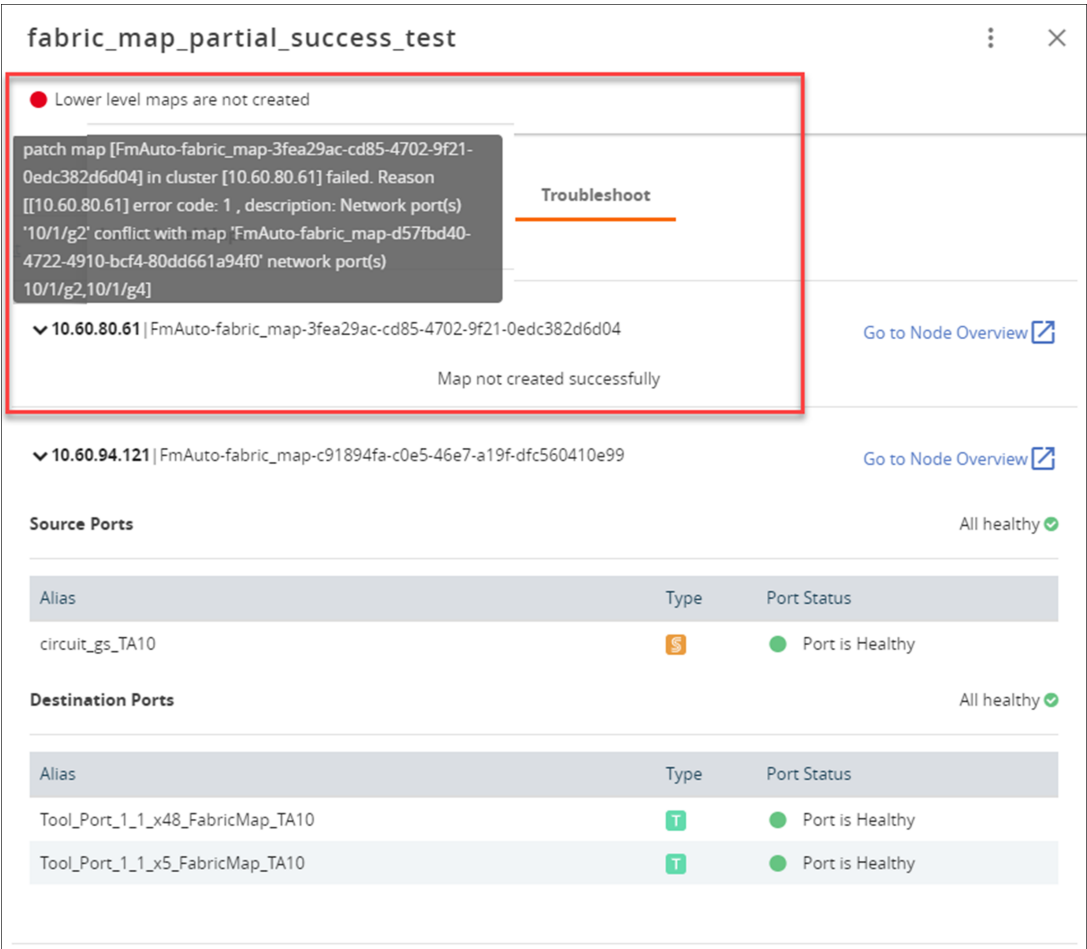 fabric_map_partial_success_test
Lower level maps are not created
patch map [FmAuto-fabric_map-3fea29ac-cd85-4702-9f21-
0edc382d6d04] in cluster [10.60.80.61] failed. Reason
[[10.60.80.61] error code: 1 , description: Network port(s)
'10/1/g2' conflict with map 'FmAuto-fabric_map-d57fbd40-
4722-4910-bcf4-80dd661a94f0' network port(s)
10/1/g2,10/1/g4]
Troubleshoot
10.60.80.61|FmAuto-fabric_map-3fea29ac-cd85-4702-9f21-0edc382d6d04
Go to Node Overview
Map not created successfully
10.60.94.121|FmAuto-fabric_map-c91894fa-c0e5-46e7-a19f-dfc560410e99
Go to Node Overview
Source Ports All healthy
Alias Type Port Status
circuit_gs_TA10 S Port is Healthy
Destination Ports All healthy
Alias Type Port Status
Tool_Port_1_1_x48_FabricMap_TA10 T Port is Healthy
Tool_Port_1_1_x5_FabricMap_TA10 T Port is Healthy